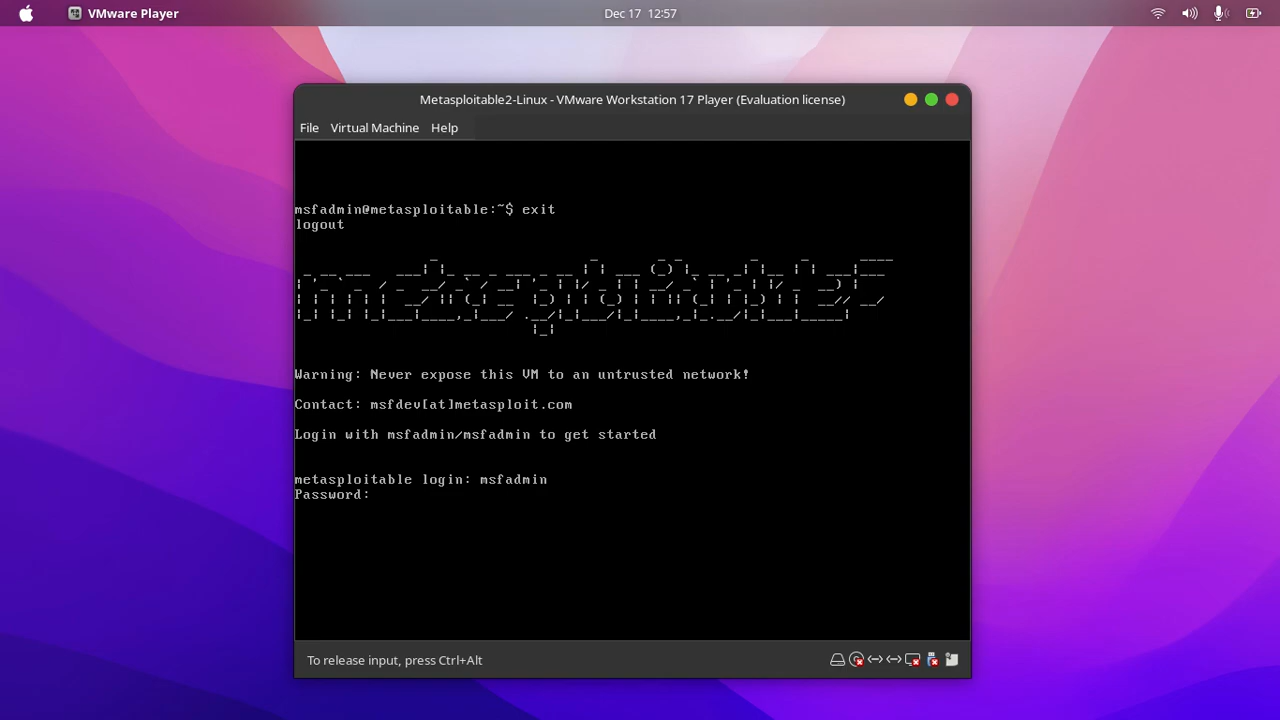 VMware Player
Dec 17 12:57
Metasploitable2-Linux - VMware Workstation 17 Player (Evaluation license)
File Virtual Machine Help
msfadmin@metasploitable:~$ exit
logout
metasploitable2
Warning: Never expose this VM to an untrusted network!
Contact: msfdev[at]metasploit.com
Login with msfadmin/msfadmin to get started
metasploitable login: msfadmin
Password:
To release input, press Ctrl+Alt